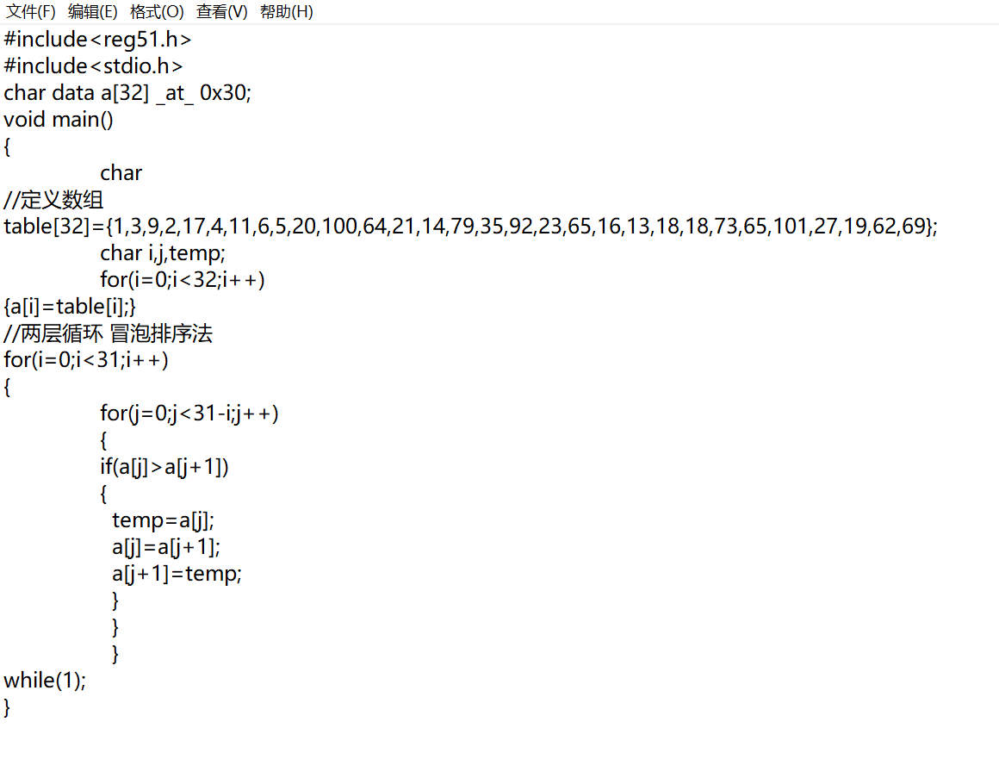 文件(F) 编辑(E) 格式(O) 查看(V) 帮助(H)
#include<reg51.h>
#include<stdio.h>
char data a[32] _at_ 0x30;
void main()
{
char
//定义数组
table[32]={1,3,9,2,17,4,11,6,5,20,100,64,21,14,79,35,92,23,65,16,13,18,18,73,65,101,27,19,62,69};
char i,j,temp;
for(i=0;i<32;i++)
{a[i]=table[i];}
//两层循环 冒泡排序法
for(i=0;i<31;i++)
{
for(j=0;j<31-i;j++)
{
if(a[j]>a[j+1])
{
temp=a[j];
a[j]=a[j+1];
a[j+1]=temp;
}
}
}
while(1);
}